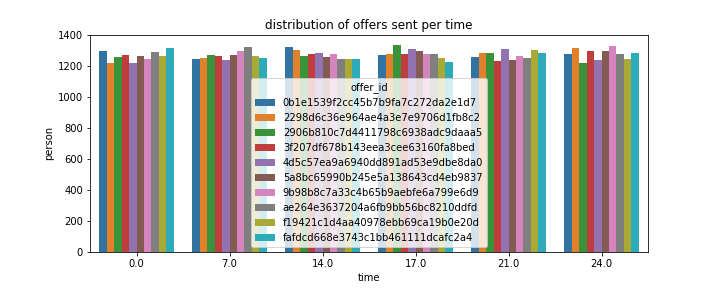 distribution of offers sent per time
1400
1200
1000
800
600
400
200
0
person
offer_id
0b1e1539f2cc45b7b9fa7c272da2e1d7
2298d6c36e964ae4a3e7e9706d1fb8c2
2906b810c7d4411798c6938adc9daaa5
3f207df678b143eea3cee63160fa8bed
4d5c57ea9a6940dd891ad53e9dbe8da0
5a8bc65990b245e5a138643cd4eb9837
9b98b8c7a33c4b65b9aebfe6a799e6d9
ae264e3637204a6fb9bb56bc8210ddfd
f19421c1d4aa40978ebb69ca19b0e20d
fafdcd668e3743c1bb461111dcafc2a4
0.0 7.0 14.0 17.0 21.0 24.0
time